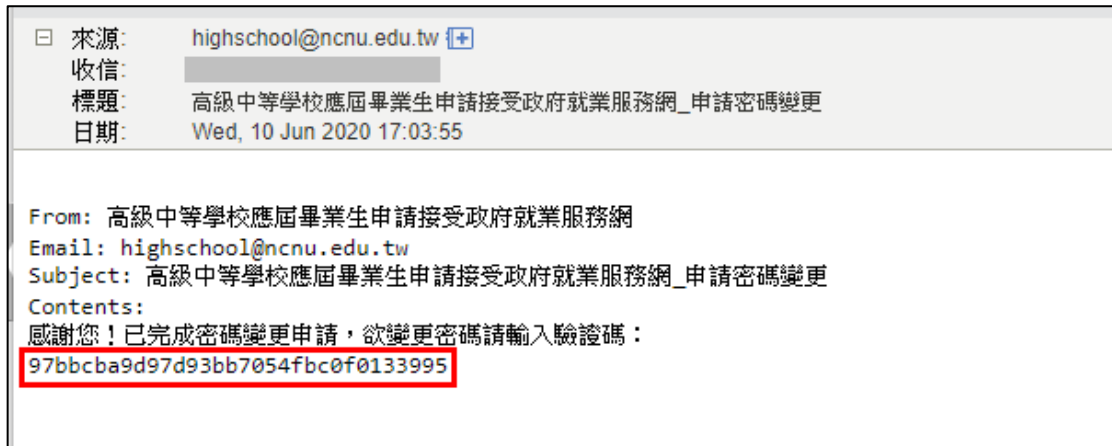 來源: highschool@ncnu.edu.tw
收信:
標題: 高級中等學校應屆畢業生申請接受政府就業服務網_申請密碼變更
日期: Wed, 10 Jun 2020 17:03:55
From: 高級中等學校應屆畢業生申請接受政府就業服務網
Email: highschool@ncnu.edu.tw
Subject: 高級中等學校應屆畢業生申請接受政府就業服務網_申請密碼變更
Contents:
感謝您！已完成密碼變更申請，欲變更密碼請輸入驗證碼：
97bbcba9d97d93bb7054fbc0f0133995